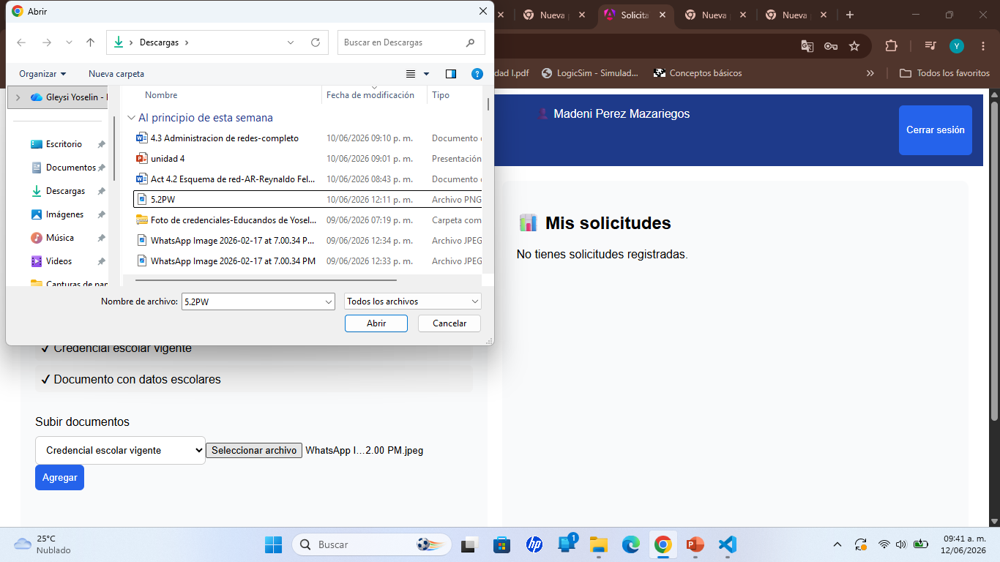 Abrir
Nueva
Solicita
Nueva
Nueva
Descargas
Buscar en Descargas
Y
Organizar
Nueva carpeta
dad I.pdf
LogicSim - Simulad...
Conceptos básicos
»
Todos los favoritos
Gleysi Yoselin -
Escritorio
Documentos
Descargas
Imágenes
Música
Videos
Capturas de pan
Nombre
Fecha de modificación
Tipo
Al principio de esta semana
4.3 Administracion de redes-completo 10/06/2026 09:10 p. m. Documento
unidad 4 10/06/2026 09:01 p. m. Presentación
Act 4.2 Esquema de red-AR-Reynaldo Fel... 10/06/2026 08:43 p. m. Documento
5.2PW 10/06/2026 12:11 p. m. Archivo PNG
Foto de credenciales-Educandos de Yosel... 09/06/2026 07:19 p. m. Carpeta com
WhatsApp Image 2026-02-17 at 7.00.34 P... 09/06/2026 12:34 p. m. Archivo JPEG
WhatsApp Image 2026-02-17 at 7.00.34 PM 09/06/2026 12:33 p. m. Archivo JPEG
Nombre de archivo: 5.2PW
Todos los archivos
Abrir
Cancelar
Madeni Perez Mazariegos
Cerrar sesión
Mis solicitudes
No tienes solicitudes registradas.
✔ Credencial escolar vigente
✔ Documento con datos escolares
Subir documentos
Credencial escolar vigente
Seleccionar archivo WhatsApp I...2.00 PM.jpeg
Agregar
25°C
Nublado
Buscar
1
09:41 a. m.
12/06/2026